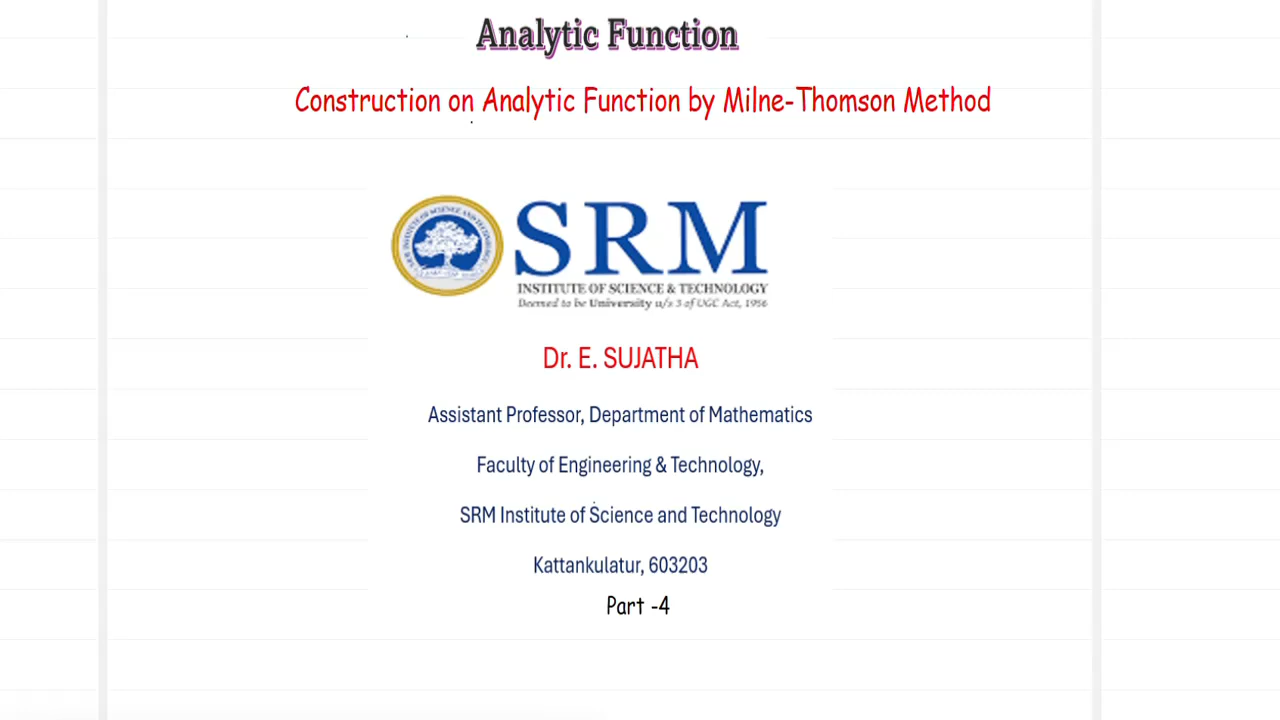 Analytic Function
Construction on Analytic Function by Milne-Thomson Method
SRM
INSTITUTE OF SCIENCE & TECHNOLOGY
Deemed to be University u/s 3 of UGC Act, 1956
Dr. E. SUJATHA
Assistant Professor, Department of Mathematics
Faculty of Engineering & Technology,
SRM Institute of Science and Technology
Kattankulatur, 603203
Part -4